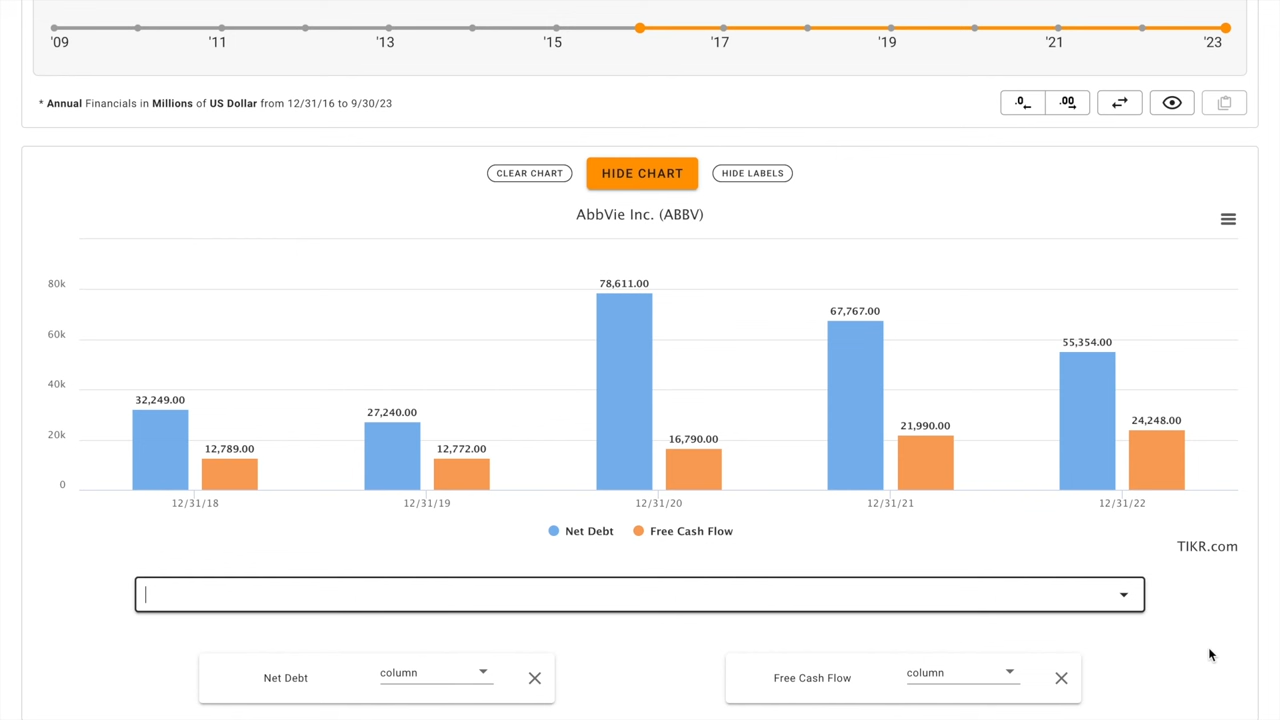 '09 '11 '13 '15 '17 '19 '21 '23
* Annual Financials in Millions of US Dollar from 12/31/16 to 9/30/23
.0 .00
CLEAR CHART HIDE CHART HIDE LABELS
AbbVie Inc. (ABBV)
80k
60k
40k
20k
0
32,249.00
12,789.00
27,240.00
12,772.00
78,611.00
16,790.00
67,767.00
21,990.00
55,354.00
24,248.00
12/31/18 12/31/19 12/31/20 12/31/21 12/31/22
Net Debt Free Cash Flow
TIKR.com
Net Debt column Free Cash Flow column